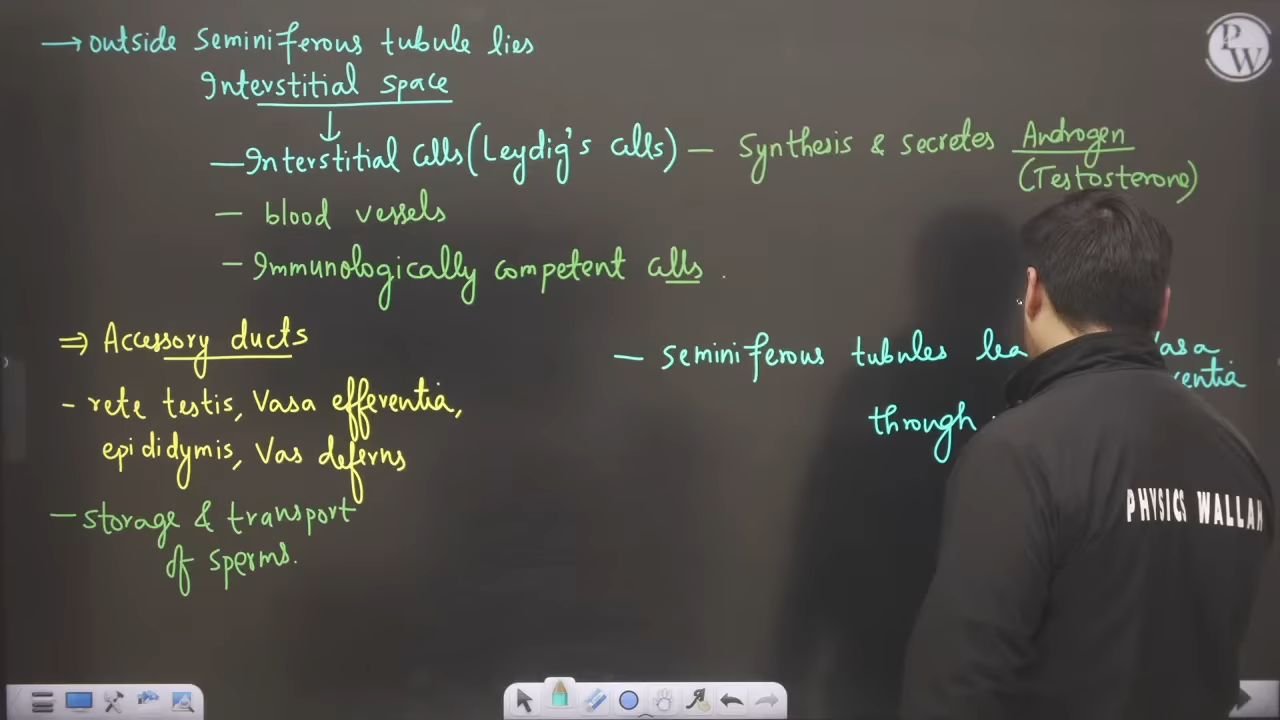 → outside seminiferous tubule lies
Interstitial space
↓
— Interstitial cells (Leydig's cells) — Synthesis & secretes Androgen
(Testosterone)
— blood vessels
— Immunologically competent cells.
⇒ Accessory ducts
- rete testis, Vasa efferentia,
epididymis, Vas deferns
— storage & transport
of sperms.
— seminiferous tubules
through
PHYSICS WALLAH
PW